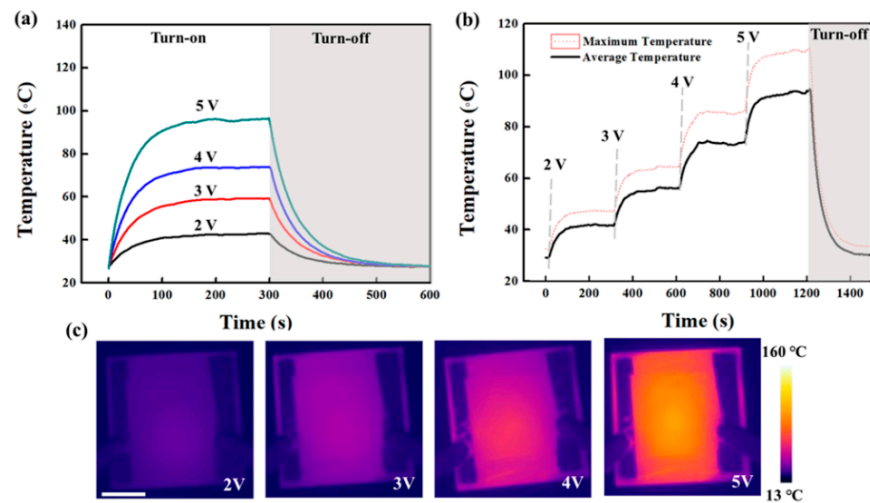 (a)
140
120
100
80
60
40
20
Temperature (◦C)
Turn-on
Turn-off
5 V
4 V
3 V
2 V
0
100
200
300
400
500
600
Time (s)
(b)
120
100
80
60
40
20
Temperature (◦C)
Maximum Temperature
Average Temperature
Turn-off
2 V
3 V
4 V
5 V
0
200
400
600
800
1000
1200
1400
Time (s)
(c)
2V
3V
4V
5V
160 °C
13 °C